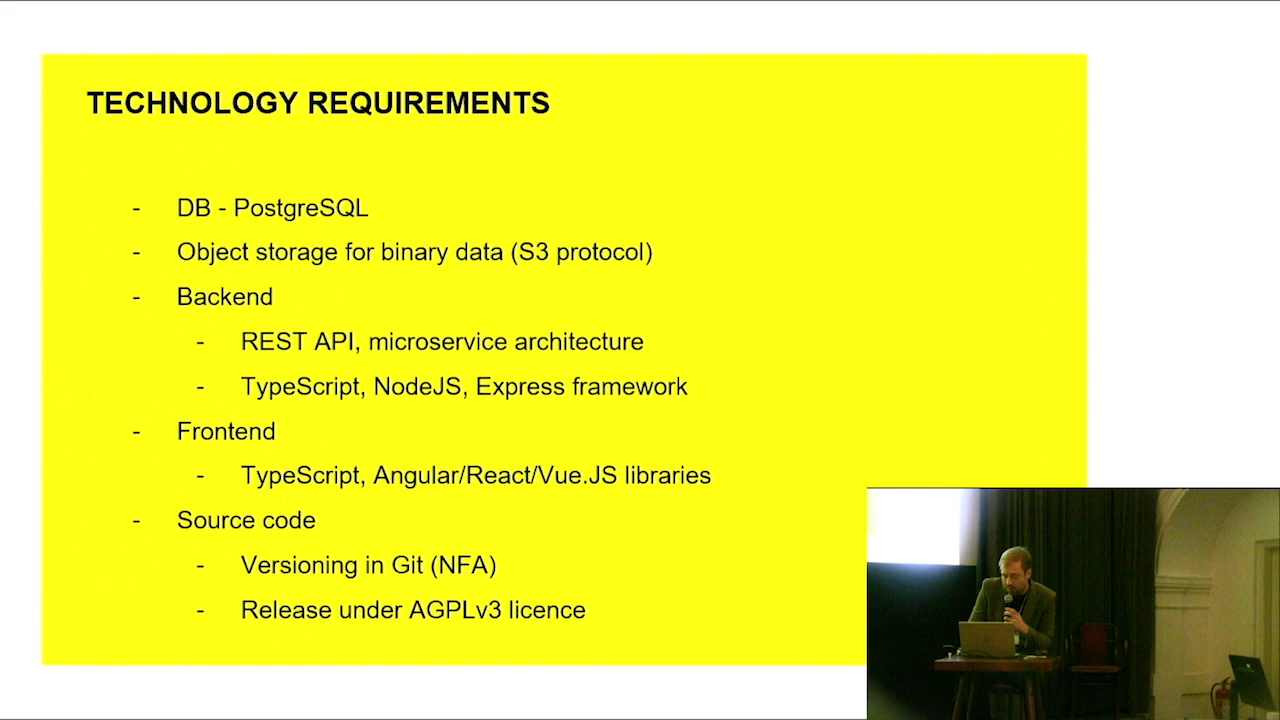 TECHNOLOGY REQUIREMENTS
- DB - PostgreSQL
- Object storage for binary data (S3 protocol)
- Backend
- REST API, microservice architecture
- TypeScript, NodeJS, Express framework
- Frontend
- TypeScript, Angular/React/Vue.JS libraries
- Source code
- Versioning in Git (NFA)
- Release under AGPLv3 licence